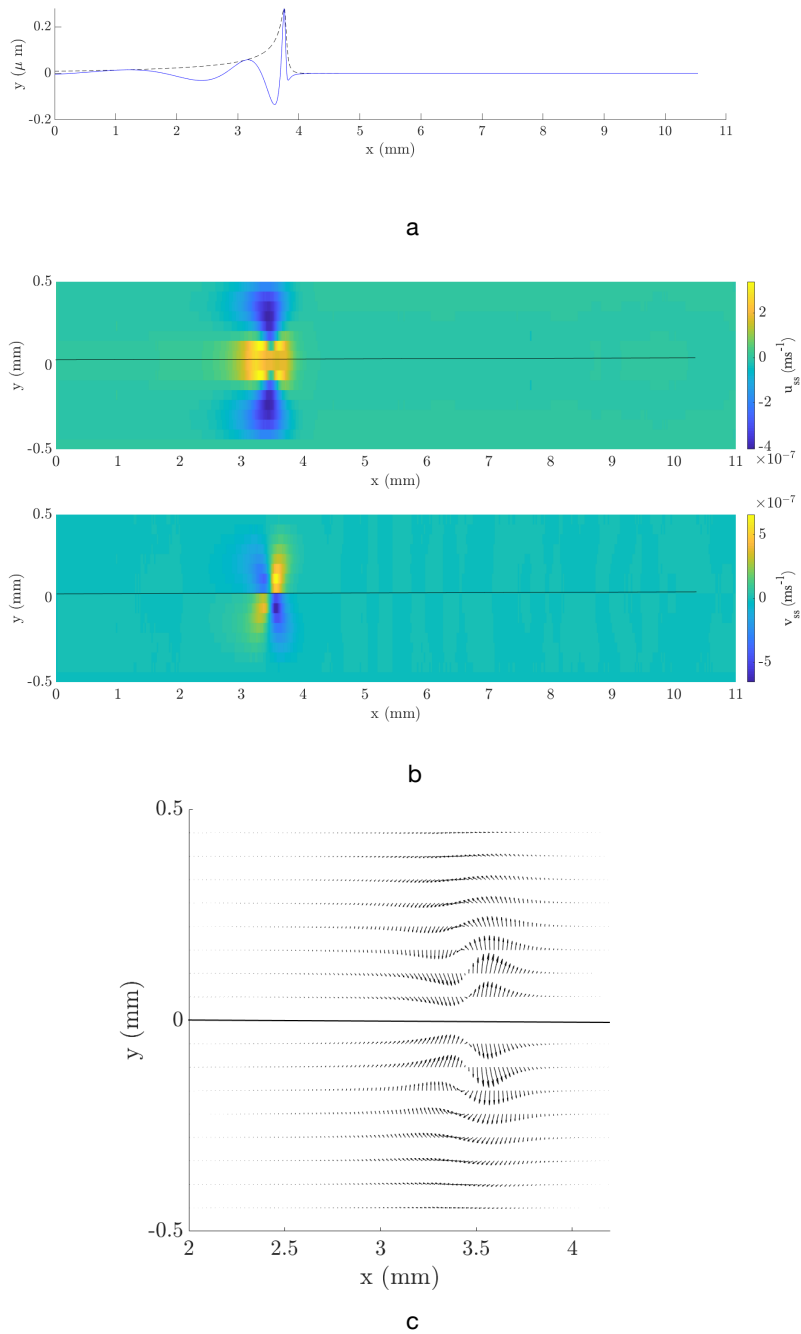 0.2
0
-0.2
y (μ m)
0 1 2 3 4 5 6 7 8 9 10 11
x (mm)
a
0.5
0
-0.5
y (mm)
0 1 2 3 4 5 6 7 8 9 10 11
x (mm)
2
0
-2
-4
×10⁻⁷
u_ss (ms⁻¹)
0.5
0
-0.5
y (mm)
0 1 2 3 4 5 6 7 8 9 10 11
x (mm)
×10⁻⁷
5
0
-5
v_ss (ms⁻¹)
b
0.5
0
-0.5
y (mm)
2 2.5 3 3.5 4
x (mm)
c